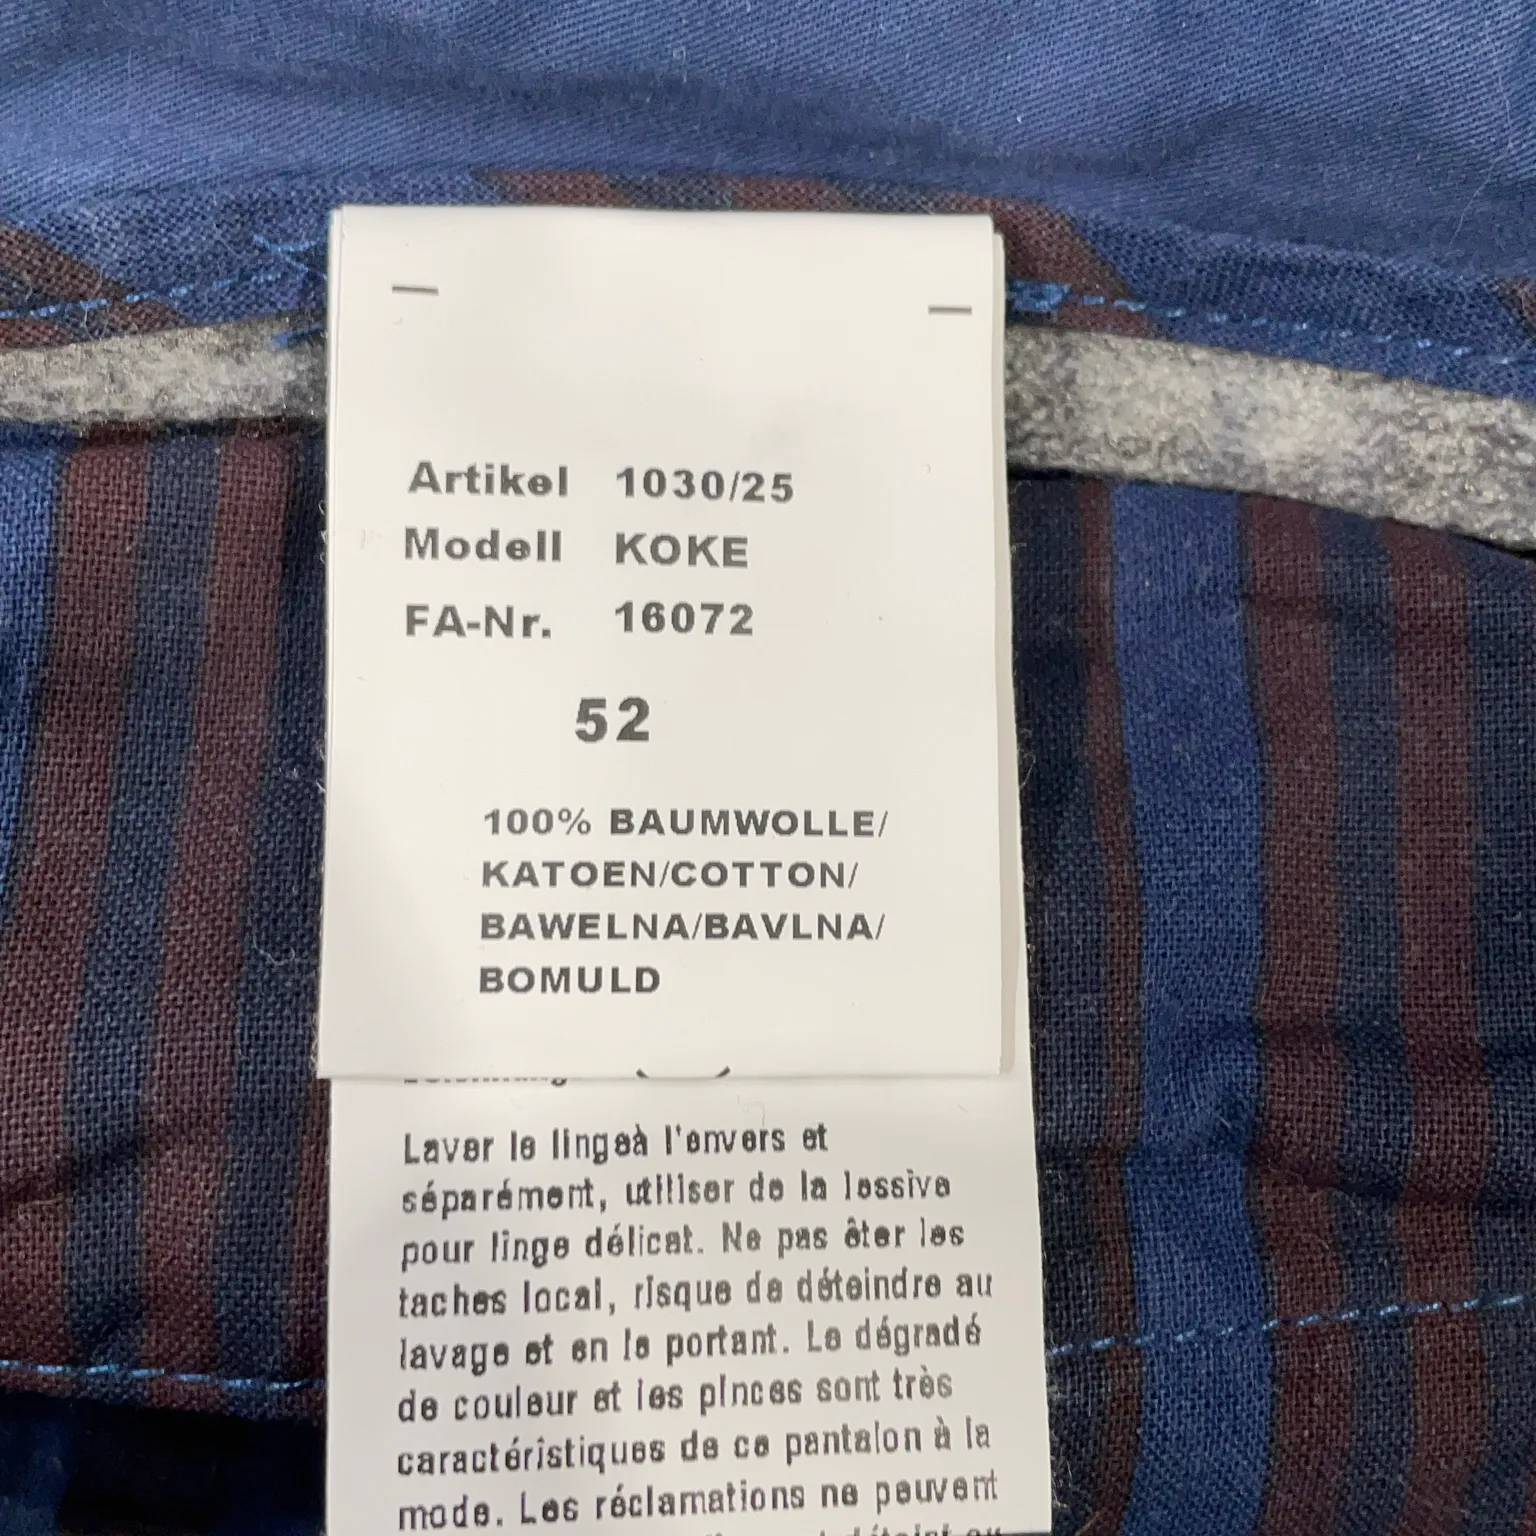 Artikel 1030/25
Modell KOKE
FA-Nr. 16072
52
100% BAUMWOLLE/
KATOEN/COTTON/
BAWELNA/BAVLNA/
BOMULD
Laver le lingeà l'envers et
séparément, utiliser de la lessive
pour linge délicat. Ne pas êter les
taches local, risque de déteindre au
lavage et en le portant. Le dégradé
de couleur et les pinces sont très
caractéristiques de ce pantalon à la
mode. Les réclamations ne peuvent